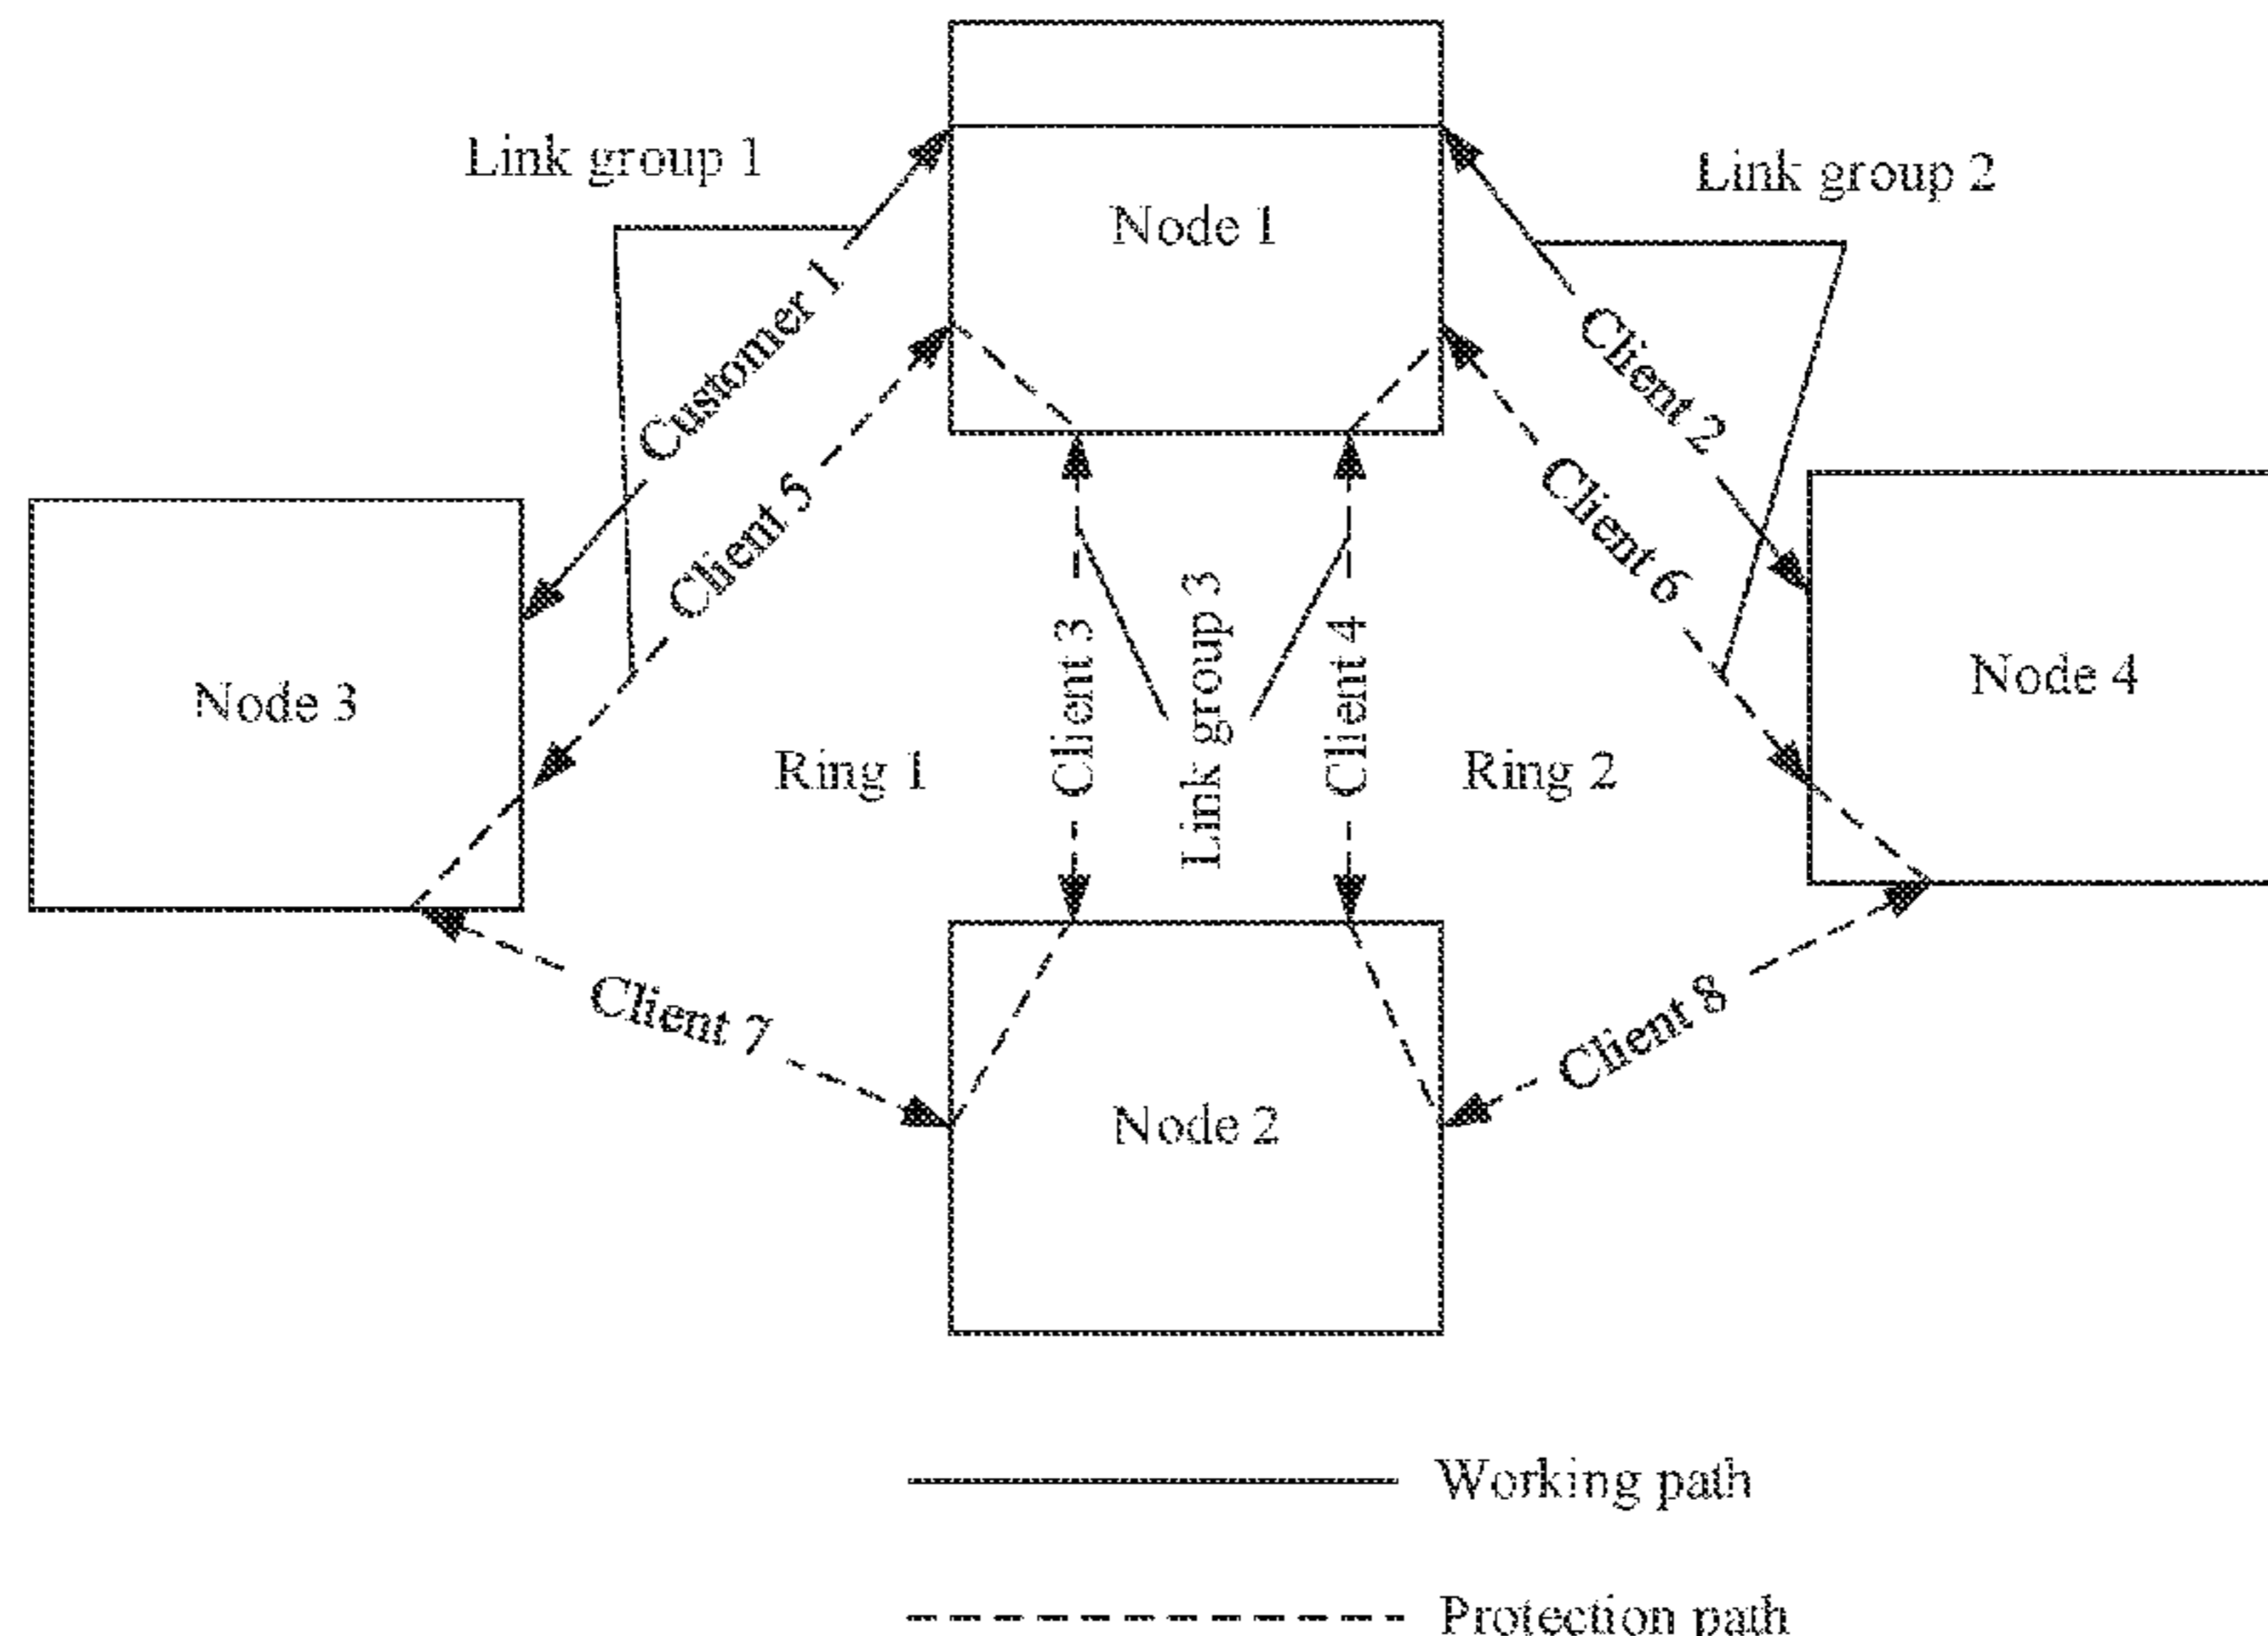 Link group 1
Link group 2
Node 1
Customer 1
Client 2
Client 5
Client 6
Node 3
Client 3
Link group 3
Client 4
Node 4
Ring 1
Ring 2
Client 7
Client 8
Node 2
Working path
Protection path